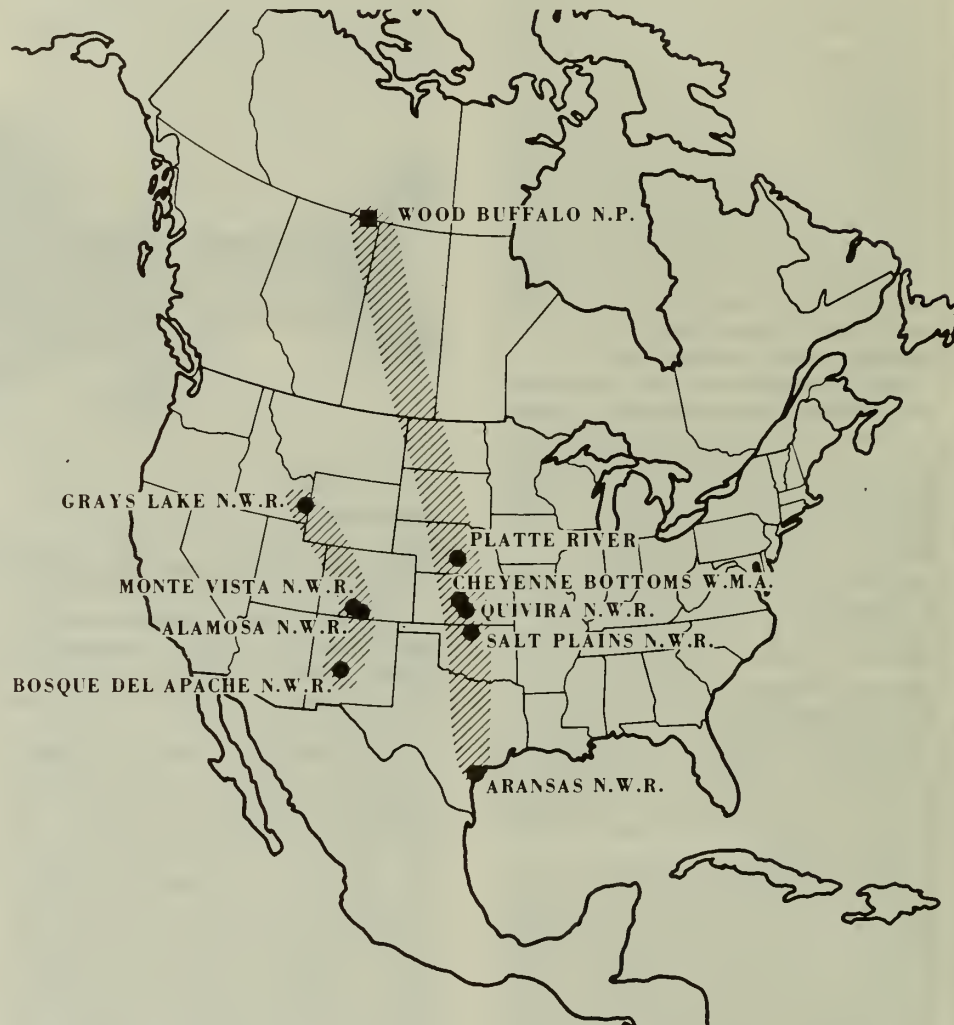 WOOD BUFFALO N.P.
GRAYS LAKE N.W.R.
PLATTE RIVER
MONTE VISTA N.W.R.
CHEYENNE BOTTOMS W.M.A.
QUIVIRA N.W.R.
ALAMOSA N.W.R.
SALT PLAINS N.W.R.
BOSQUE DEL APACHE N.W.R.
ARANSAS N.W.R.